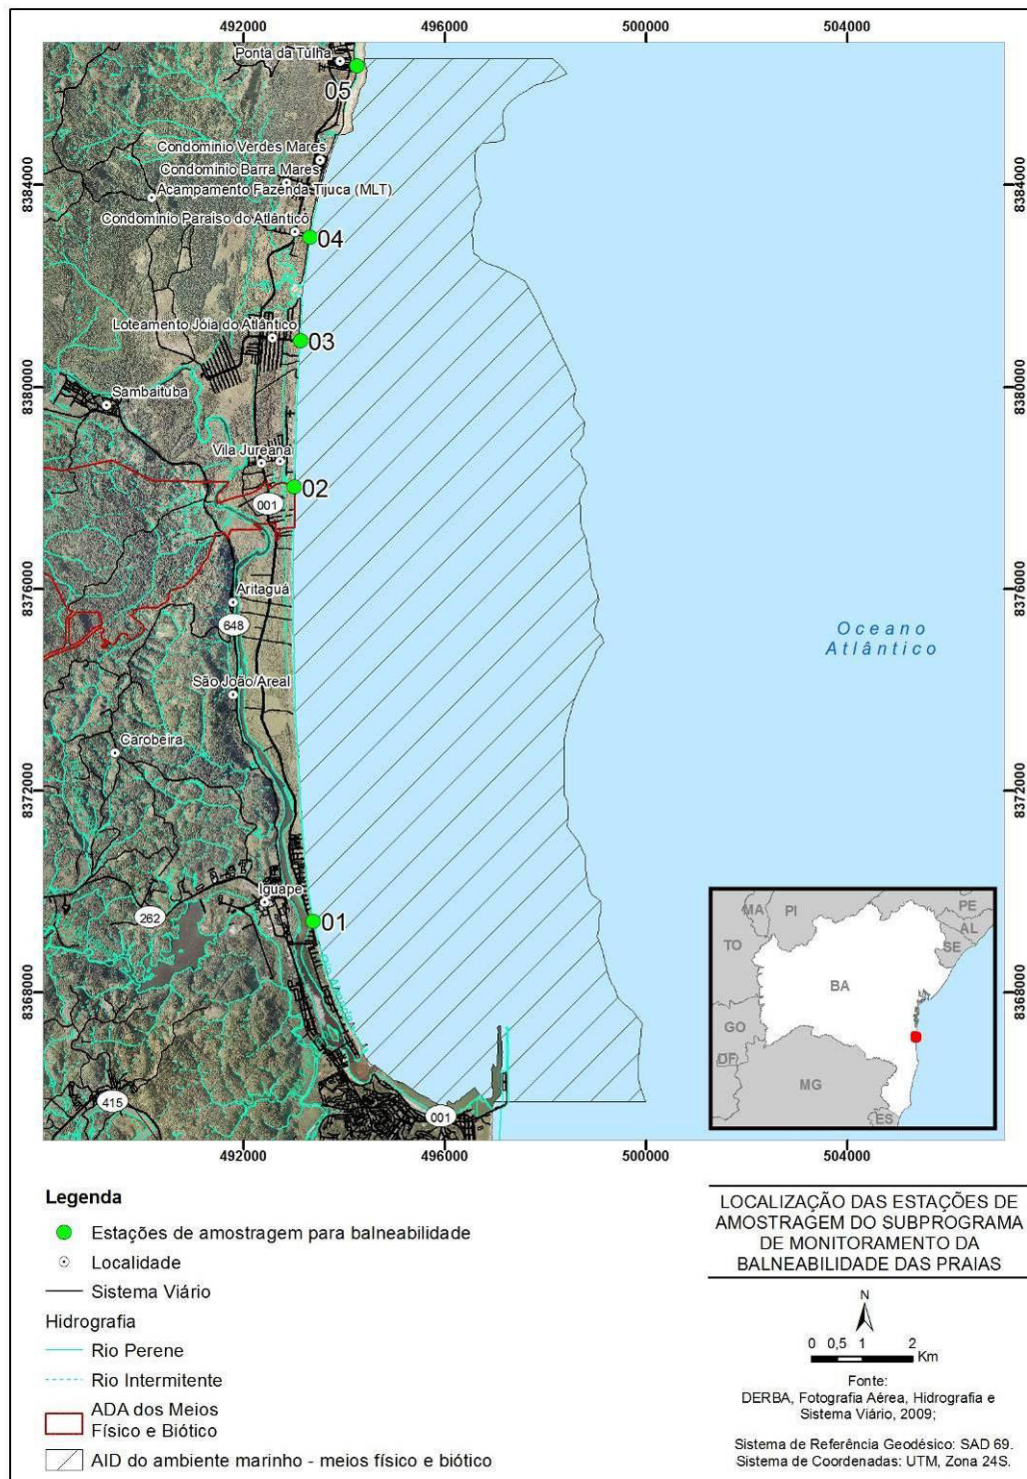 492000 496000 500000 504000
Ponta da Tulha
05
Condomínio Verdes Mares
Condomínio Barra Mares
8384000
8384000
Acampamento Fazenda Tijuca (MLT)
Condomínio Paraíso do Atlântico
04
Loteamento Jóia do Atlântico
03
8380000
8380000
Sambaituba
Vila Jureana
02
001
8376000
8376000
Aritaguá
648
Oceano
Atlântico
São João/Areal
Carobeira
8372000
8372000
Iguape
262
01
8368000
8368000
MA PI PE
AL
TO SE
BA
GO
DF
MG
ES
415
001
492000 496000 500000 504000
Legenda
Estações de amostragem para balneabilidade
Localidade
Sistema Viário
Hidrografia
Rio Perene
Rio Intermitente
ADA dos Meios
Físico e Biótico
AID do ambiente marinho - meios físico e biótico
LOCALIZAÇÃO DAS ESTAÇÕES DE
AMOSTRAGEM DO SUBPROGRAMA
DE MONITORAMENTO DA
BALNEABILIDADE DAS PRAIAS
N
0 0,5 1 2
Km
Fonte:
DERBA, Fotografia Aérea, Hidrografia e
Sistema Viário, 2009;
Sistema de Referência Geodésico: SAD 69.
Sistema de Coordenadas: UTM, Zona 24S.